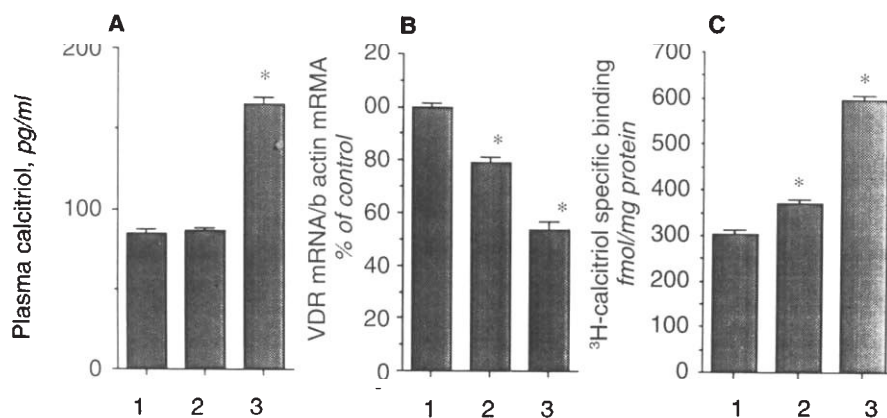 A
200
100
0
Plasma calcitriol, pg/ml
*
1 2 3
B
20
00
80
60
40
20
0
VDR mRNA/b actin mRMA
% of control
*
*
1 2 3
C
700
600
500
400
300
200
100
0
³H-calcitriol specific binding
fmol/mg protein
*
*
1 2 3